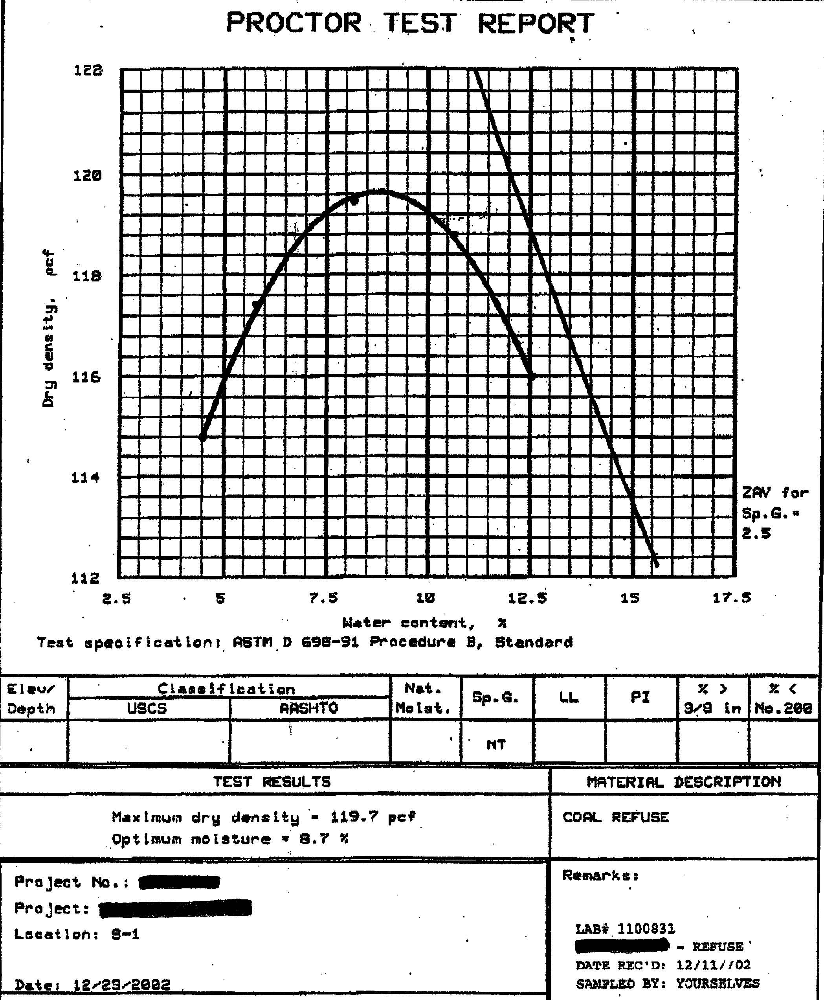 PROCTOR TEST REPORT
122
120
118
116
114
112
Dry density, pcf
ZAV for
Sp.G.=
2.5
2.5 5 7.5 10 12.5 15 17.5
Water content, %
Test specification: ASTM D 698-91 Procedure B, Standard
Elev/ Depth
Classification
USCS AASHTO
Nat. Moist.
Sp.G.
LL
PI
% > 3/8 in
% < No.200
NT
TEST RESULTS
MATERIAL DESCRIPTION
Maximum dry density = 119.7 pcf
Optimum moisture = 8.7 %
COAL REFUSE
Project No.:
Project:
Location: S-1
Date: 12/23/2002
Remarks:
LAB# 1100831
- REFUSE
DATE REC'D: 12/11//02
SAMPLED BY: YOURSELVES